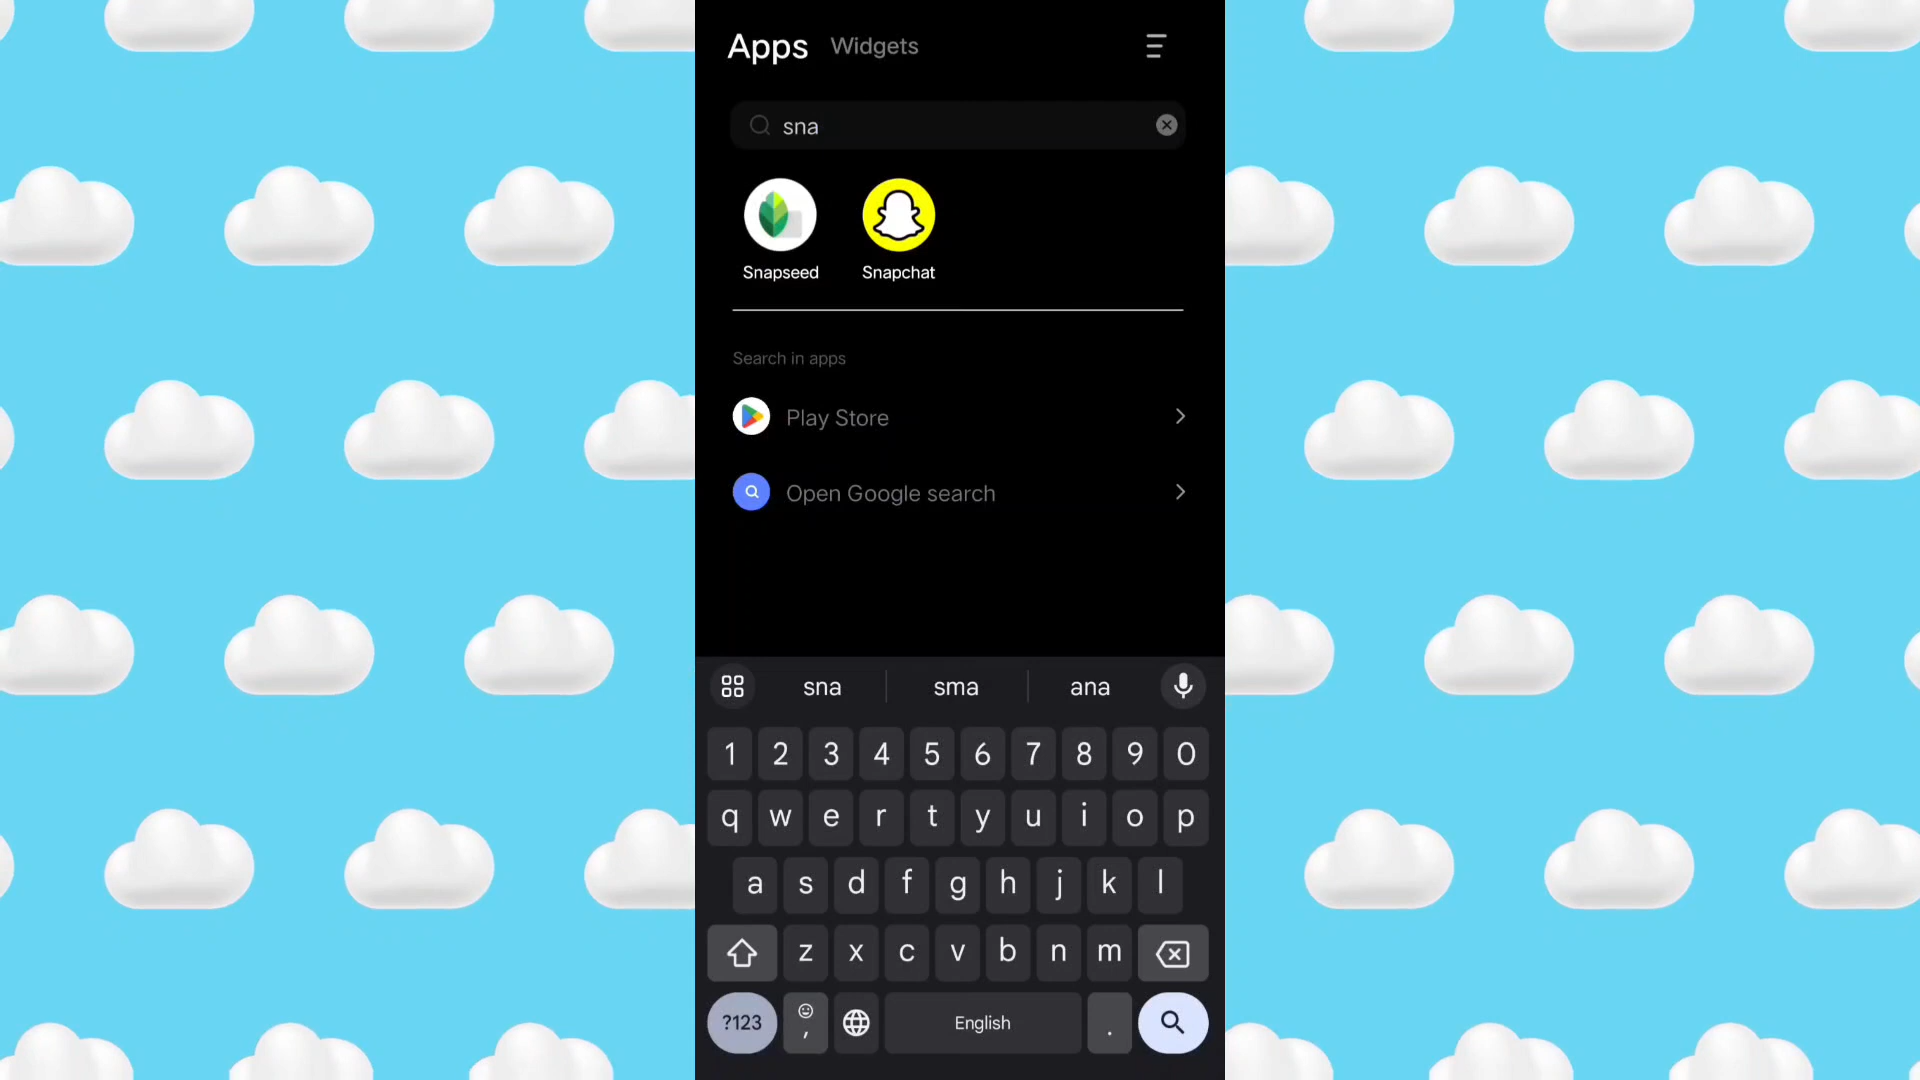 Apps Widgets
sna
Snapseed Snapchat
Search in apps
Play Store
Open Google search
sna sma ana
1 2 3 4 5 6 7 8 9 0
q w e r t y u i o p
a s d f g h j k l
z x c v b n m
?123 , English .